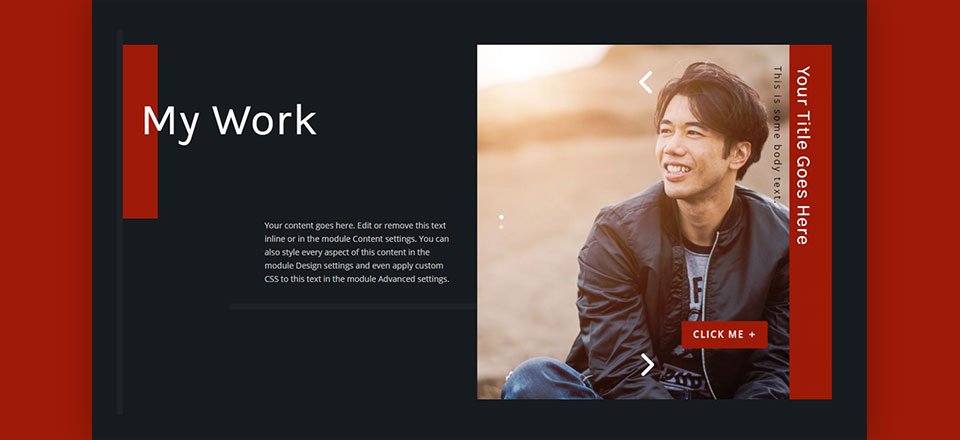 My Work
Your content goes here. Edit or remove this text
inline or in the module Content settings. You can
also style every aspect of this content in the
module Design settings and even apply custom
CSS to this text in the module Advanced settings.
Your Title Goes Here
This is some body text.
CLICK ME +